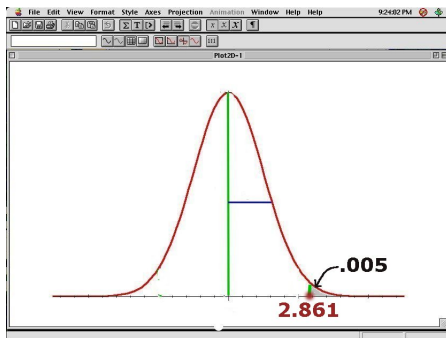 File Edit View Format Style Axes Projection Animation Window Help Help 9:24:02 PM
Plot2D-1
.005
2.861